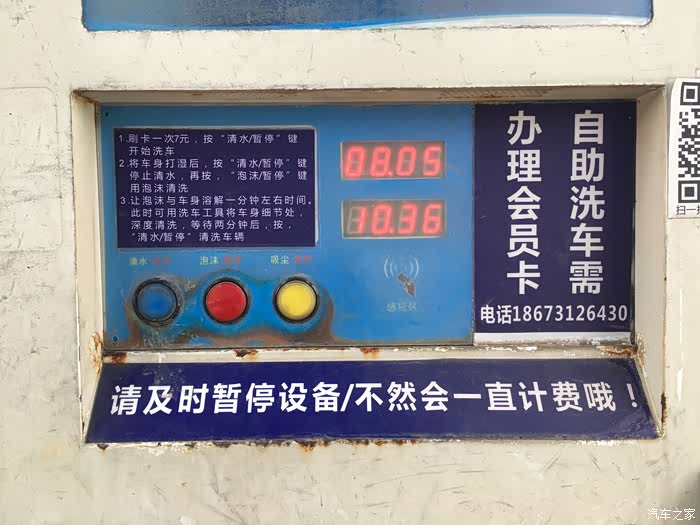 1.刷卡一次7元，按“清水/暂停”键
开始洗车
2.将车身打湿后，按“清水/暂停”键
停止清水，再按，“泡沫/暂停”键
用泡沫清洗
3.让泡沫与车身溶解一分钟左右时间。
此时可用洗车工具将车身细节处，
深度清洗，等待两分钟后，按，
“清水/暂停”清洗车辆
08.05
10.36
清水
泡沫
吸尘
感应区
自助洗车需
办理会员卡
电话18673126430
请及时暂停设备/不然会一直计费哦！
扫一扫
汽车之家